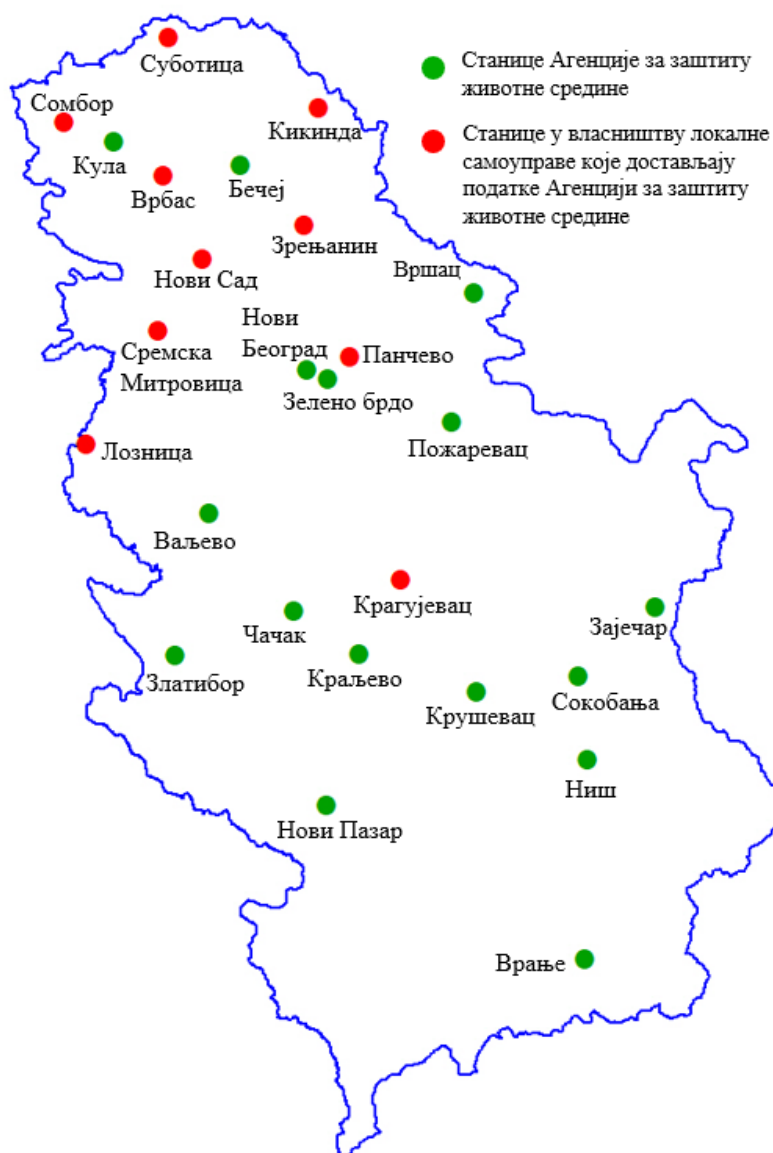 Суботица
Станице Агенције за заштиту
животне средине
Сомбор
Кикинда
Станице у власништву локалне
самоуправе које достављају
податке Агенцији за заштиту
животне средине
Кула
Врбас
Бечеј
Зрењанин
Нови Сад
Вршац
Нови
Београд
Сремска
Митровица
Панчево
Зелено брдо
Пожаревац
Лозница
Ваљево
Крагујевац
Чачак
Зајечар
Златибор
Краљево
Сокобања
Крушевац
Ниш
Нови Пазар
Врање